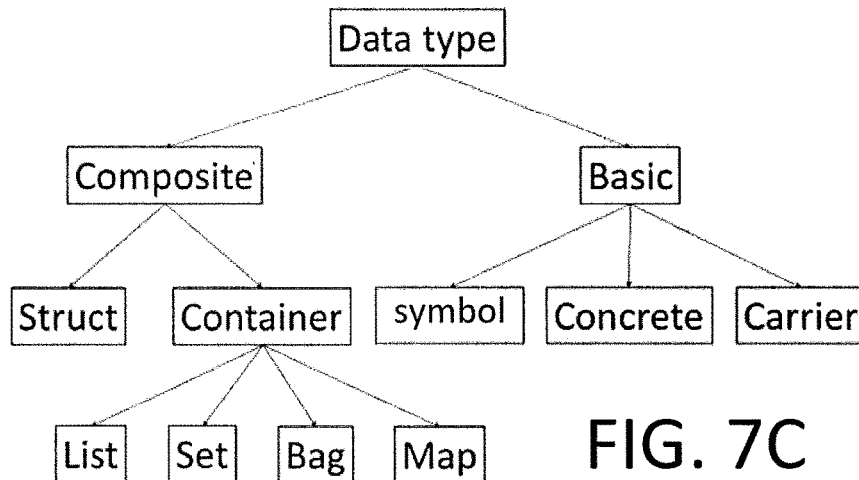 Data type
Composite
Basic
Struct
Container
symbol
Concrete
Carrier
List
Set
Bag
Map
FIG. 7C